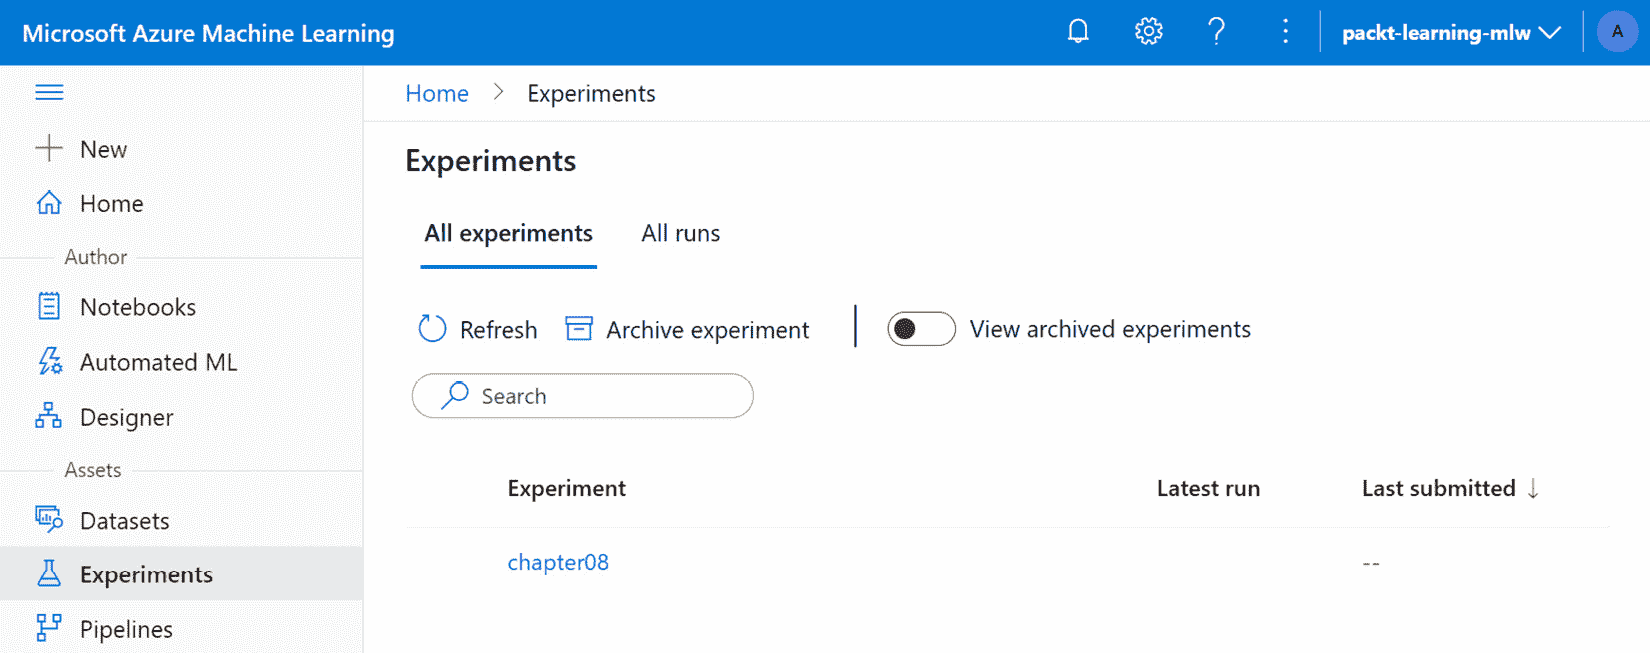 Microsoft Azure Machine Learning
packt-learning-mlw
A
New
Home
Author
Notebooks
Automated ML
Designer
Assets
Datasets
Experiments
Pipelines
Home > Experiments
Experiments
All experiments All runs
Refresh Archive experiment View archived experiments
Search
Experiment Latest run Last submitted ↓
chapter08 --